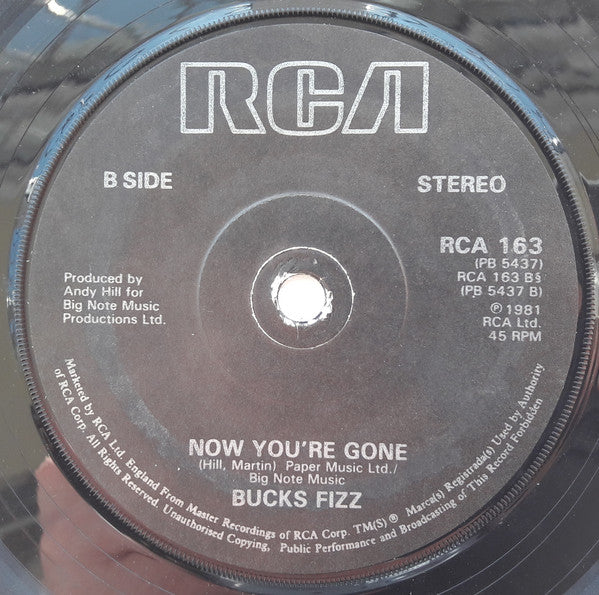 RCA
B SIDE
STEREO
RCA 163
(PB 5437)
RCA 163 B§
(PB 5437 B)
Ⓟ 1981
RCA Ltd.
45 RPM
Produced by
Andy Hill for
Big Note Music
Productions Ltd.
NOW YOU'RE GONE
(Hill, Martin) Paper Music Ltd./
Big Note Music
BUCKS FIZZ
Marketed by RCA Ltd. England From Master Recordings of RCA Corp. TM(S) ® Marca(s) Registrada(s) Used by Authority
of RCA Corp. All Rights Reserved. Unauthorised Copying, Public Performance and Broadcasting of This Record Forbidden